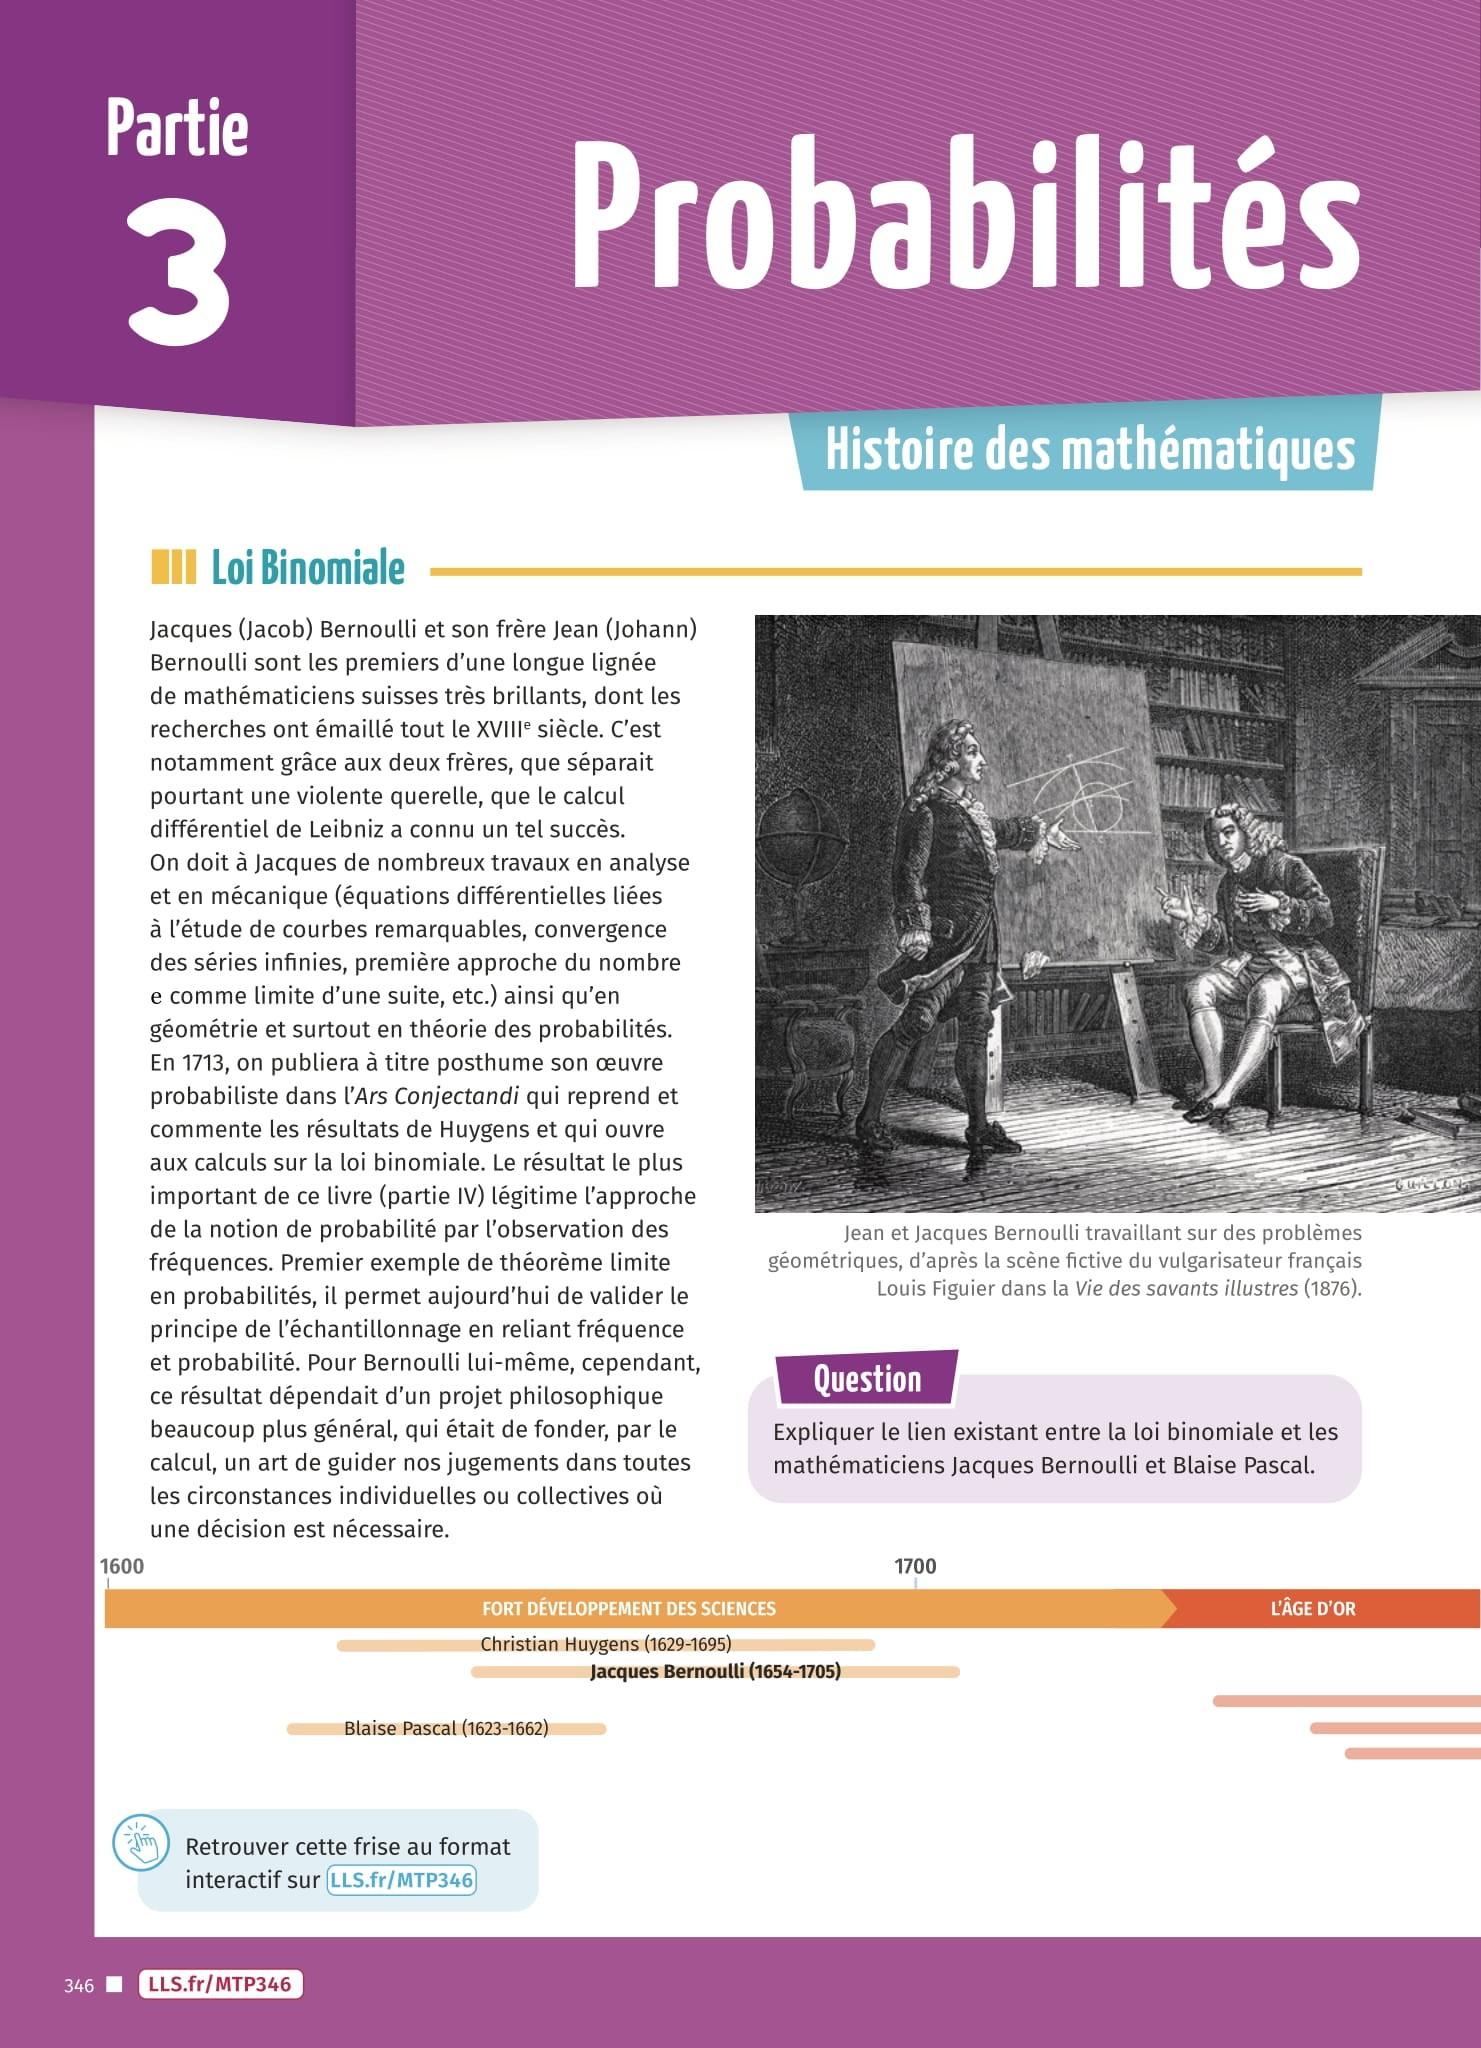 Partie
3
Probabilités
Histoire des mathématiques
Loi Binomiale
Jacques (Jacob) Bernoulli et son frère Jean (Johann)
Bernoulli sont les premiers d’une longue lignée
de mathématiciens suisses très brillants, dont les
recherches ont émaillé tout le XVIIIᵉ siècle. C’est
notamment grâce aux deux frères, que séparait
pourtant une violente querelle, que le calcul
différentiel de Leibniz a connu un tel succès.
On doit à Jacques de nombreux travaux en analyse
et en mécanique (équations différentielles liées
à l’étude de courbes remarquables, convergence
des séries infinies, première approche du nombre
e comme limite d’une suite, etc.) ainsi qu’en
géométrie et surtout en théorie des probabilités.
En 1713, on publiera à titre posthume son œuvre
probabiliste dans l’Ars Conjectandi qui reprend et
commente les résultats de Huygens et qui ouvre
aux calculs sur la loi binomiale. Le résultat le plus
important de ce livre (partie IV) légitime l’approche
de la notion de probabilité par l’observation des
fréquences. Premier exemple de théorème limite
en probabilités, il permet aujourd’hui de valider le
principe de l’échantillonnage en reliant fréquence
et probabilité. Pour Bernoulli lui-même, cependant,
ce résultat dépendait d’un projet philosophique
beaucoup plus général, qui était de fonder, par le
calcul, un art de guider nos jugements dans toutes
les circonstances individuelles ou collectives où
une décision est nécessaire.
Jean et Jacques Bernoulli travaillant sur des problèmes
géométriques, d’après la scène fictive du vulgarisateur français
Louis Figuier dans la Vie des savants illustres (1876).
Question
Expliquer le lien existant entre la loi binomiale et les
mathématiciens Jacques Bernoulli et Blaise Pascal.
1600
1700
FORT DÉVELOPPEMENT DES SCIENCES
L’ÂGE D’OR
Christian Huygens (1629-1695)
Jacques Bernoulli (1654-1705)
Blaise Pascal (1623-1662)
Retrouver cette frise au format
interactif sur LLS.fr/MTP346
346
LLS.fr/MTP346